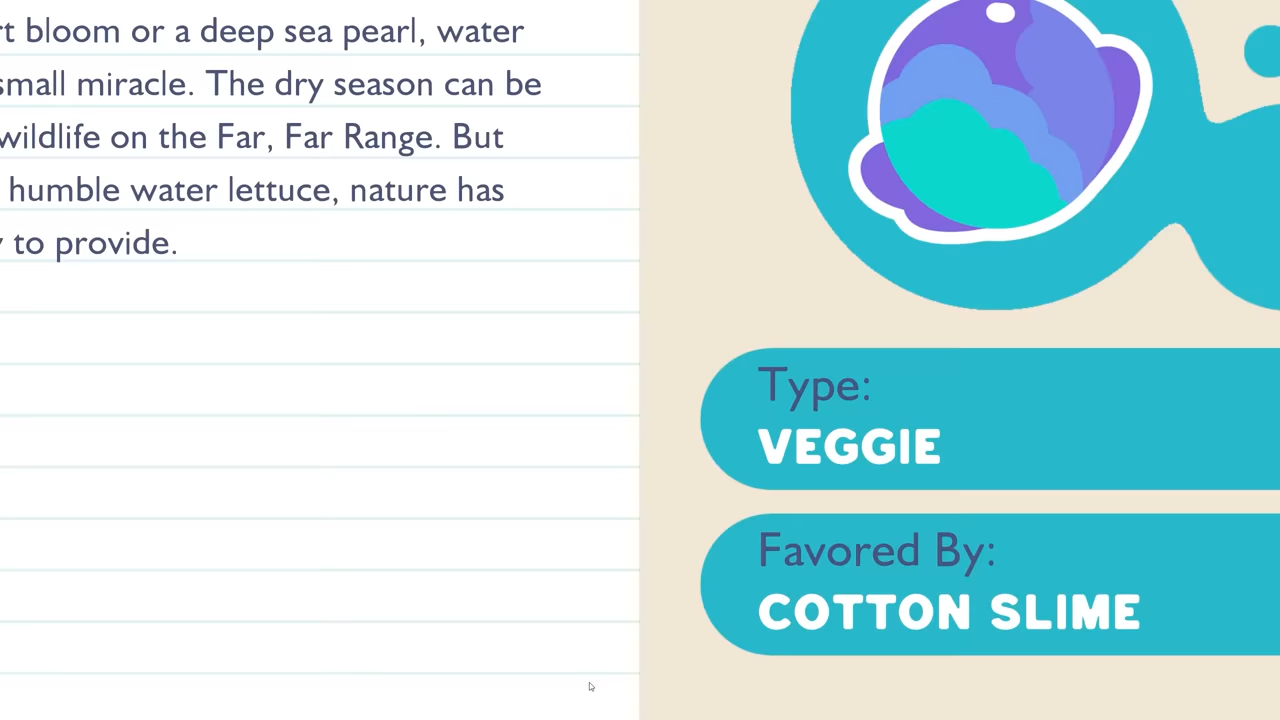 bloom or a deep sea pearl, water
small miracle. The dry season can be
wildlife on the Far, Far Range. But
humble water lettuce, nature has
to provide.
Type:
VEGGIE
Favored By:
COTTON SLIME